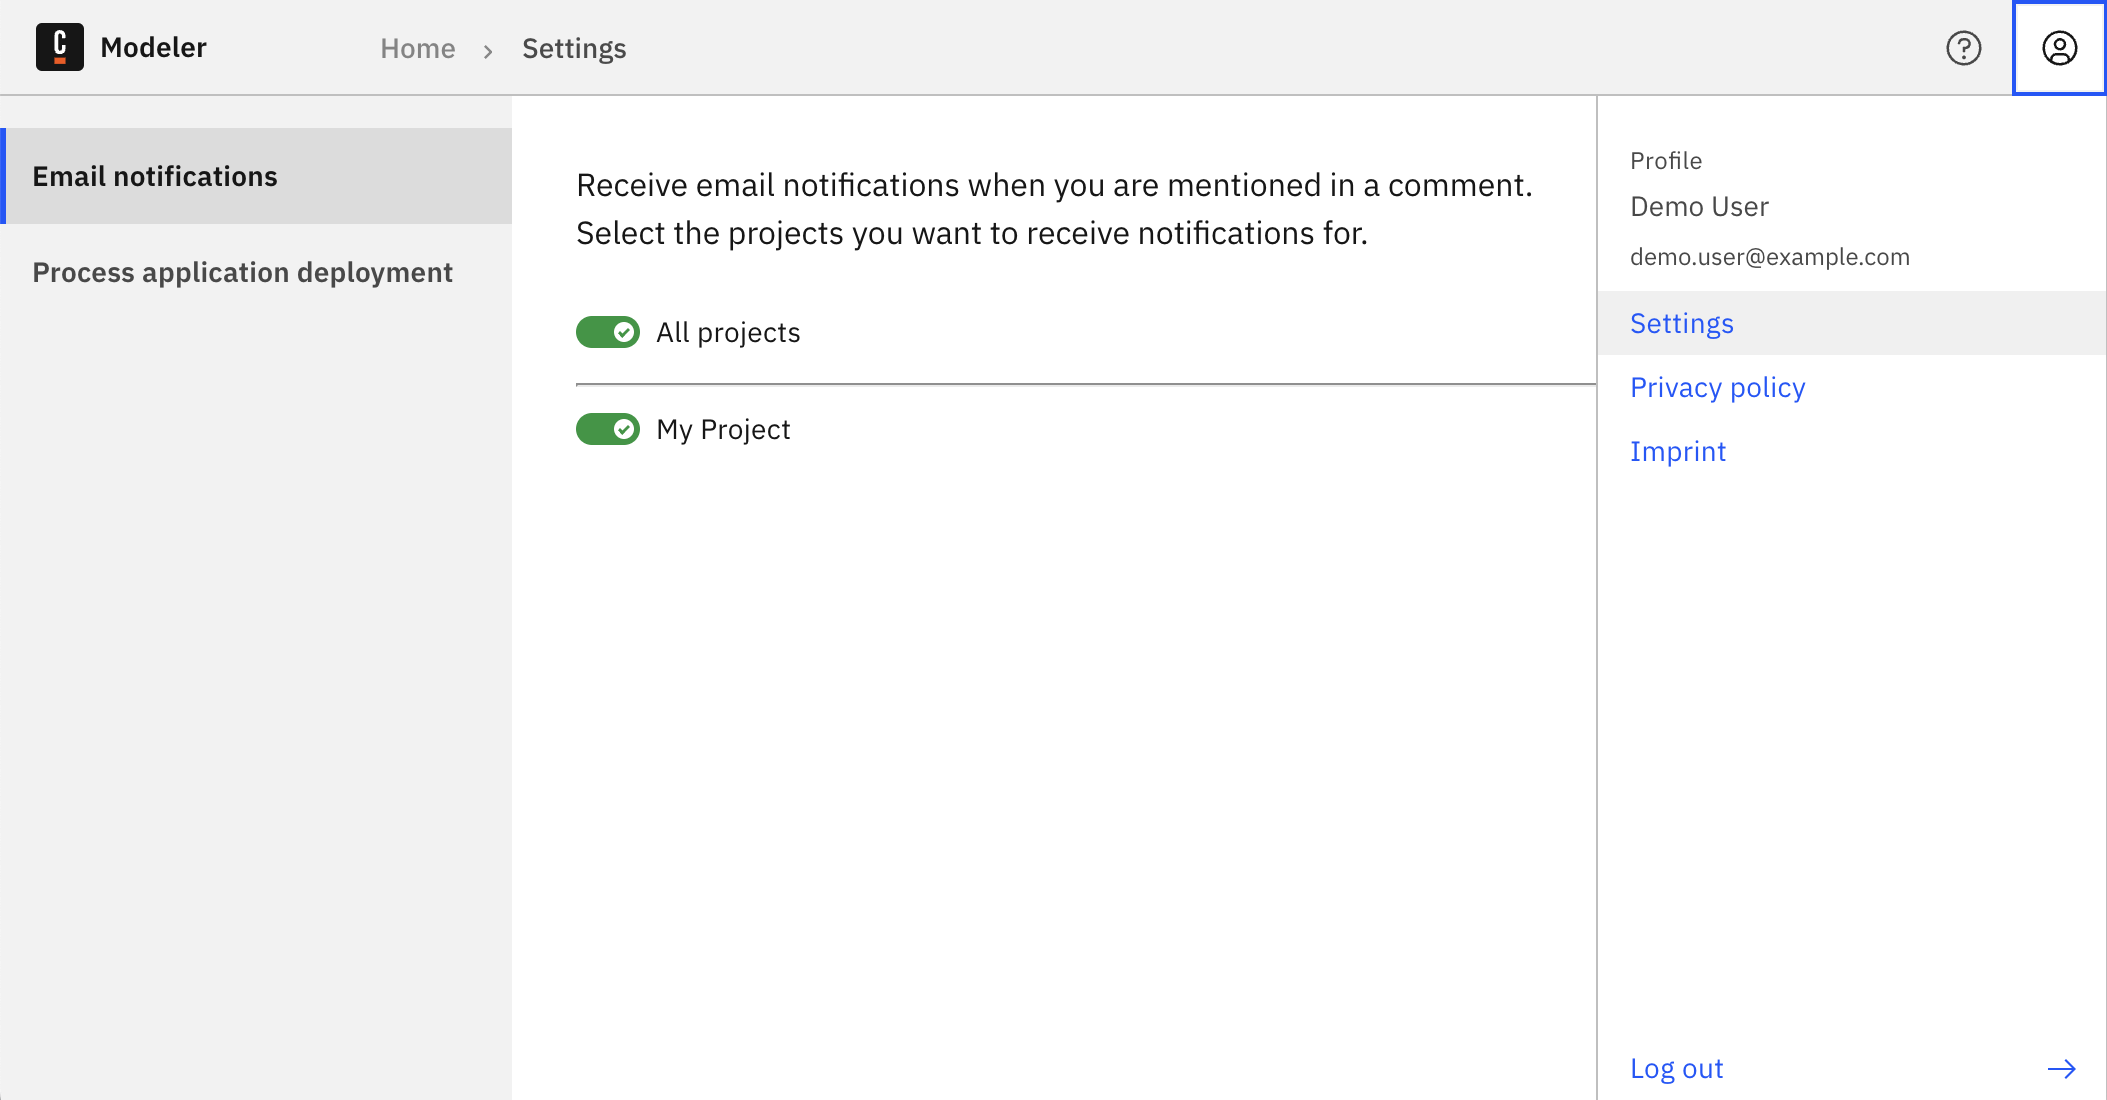 C Modeler
Home › Settings
Email notifications
Process application deployment
Receive email notifications when you are mentioned in a comment.
Select the projects you want to receive notifications for.
All projects
My Project
Profile
Demo User
demo.user@example.com
Settings
Privacy policy
Imprint
Log out